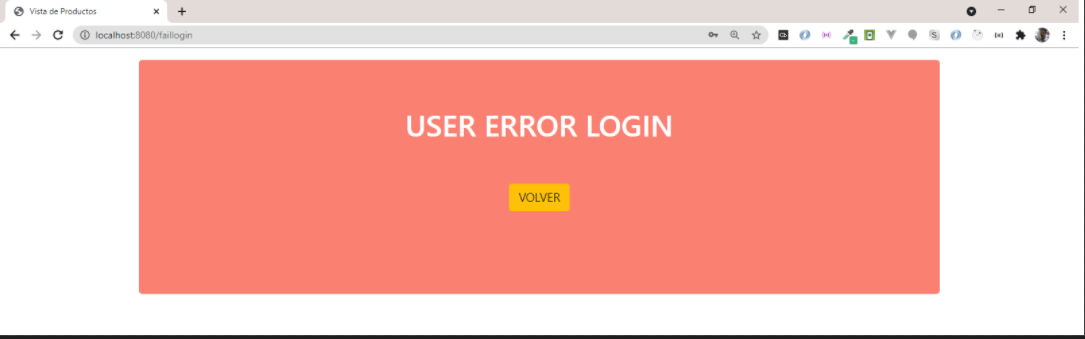 Vista de Productos
localhost:8080/faillogin
USER ERROR LOGIN
VOLVER